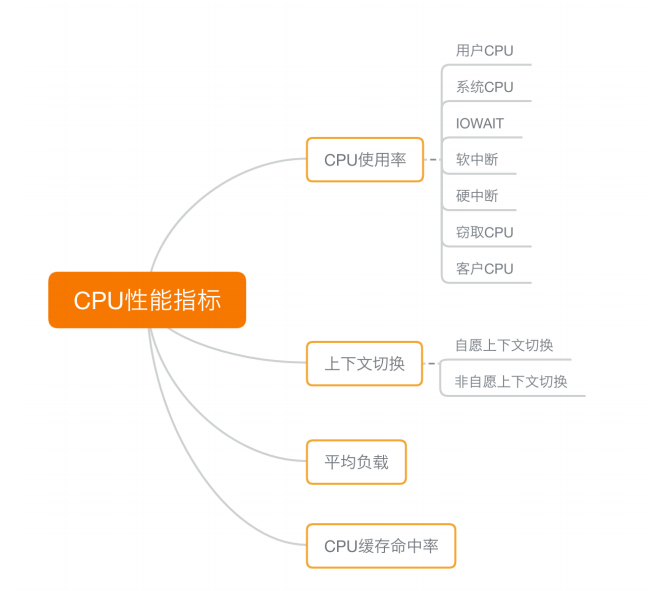 CPU性能指标
CPU使用率
用户CPU
系统CPU
IOWAIT
软中断
硬中断
窃取CPU
客户CPU
上下文切换
自愿上下文切换
非自愿上下文切换
平均负载
CPU缓存命中率